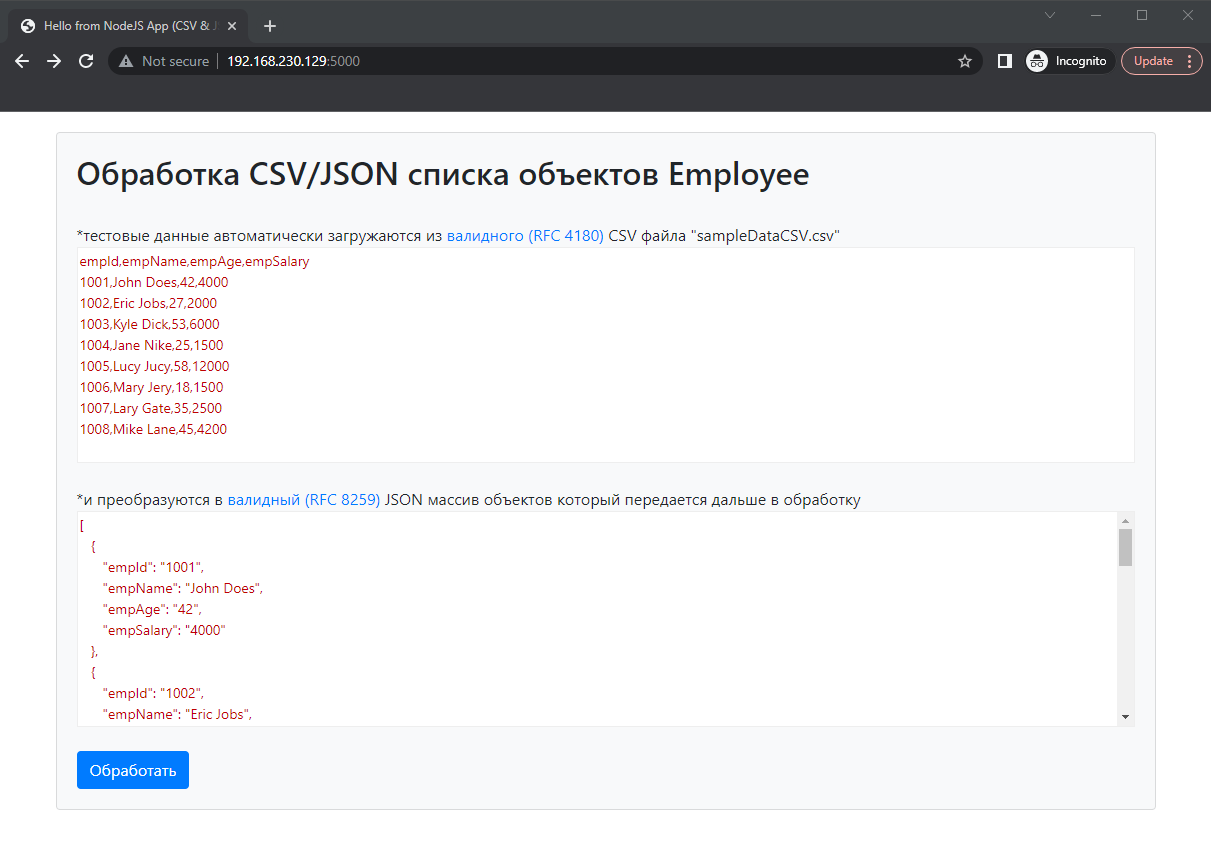 Hello from NodeJS App (CSV & JS
Not secure 192.168.230.129:5000
Incognito
Update
Обработка CSV/JSON списка объектов Employee
*тестовые данные автоматически загружаются из валидного (RFC 4180) CSV файла "sampleDataCSV.csv"
empId,empName,empAge,empSalary
1001,John Does,42,4000
1002,Eric Jobs,27,2000
1003,Kyle Dick,53,6000
1004,Jane Nike,25,1500
1005,Lucy Jucy,58,12000
1006,Mary Jery,18,1500
1007,Lary Gate,35,2500
1008,Mike Lane,45,4200
*и преобразуются в валидный (RFC 8259) JSON массив объектов который передается дальше в обработку
[
{
"empId": "1001",
"empName": "John Does",
"empAge": "42",
"empSalary": "4000"
},
{
"empId": "1002",
"empName": "Eric Jobs",
Обработать